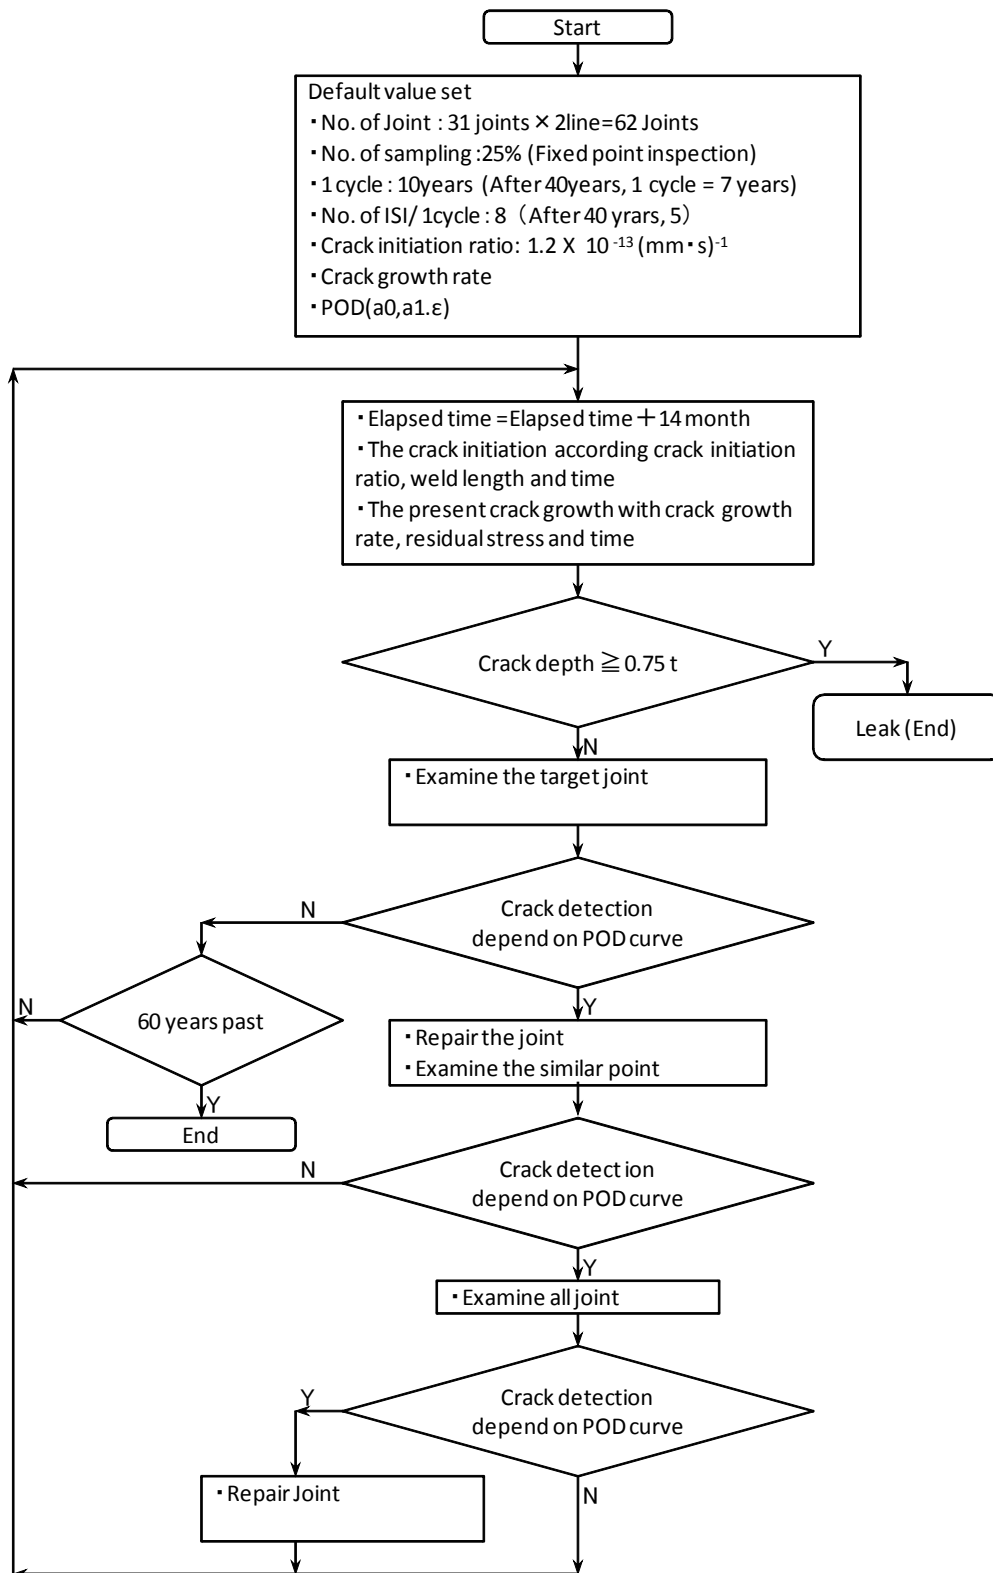 Start
Default value set
・No. of Joint : 31 joints × 2line=62 Joints
・No. of sampling :25% (Fixed point inspection)
・1 cycle : 10years  (After 40years, 1 cycle = 7 years)
・No. of ISI/ 1cycle : 8 （After 40 yrars, 5）
・Crack initiation ratio: 1.2 X 10 -13 (mm・s)-1
・Crack growth rate
・POD(a0,a1.ε)
・Elapsed time =Elapsed time ＋14 month
・The crack initiation according crack initiation
ratio, weld length and time
・The present crack growth with crack growth
rate, residual stress and time
Crack depth ≧ 0.75 t
Y
Leak (End)
N
・Examine the target joint
Crack detection
depend on POD curve
N
60 years past
N
Y
End
Y
・Repair the joint
・Examine the similar point
Crack detection
depend on POD curve
N
Y
・Examine all joint
Crack detection
depend on POD curve
Y
・Repair Joint
N